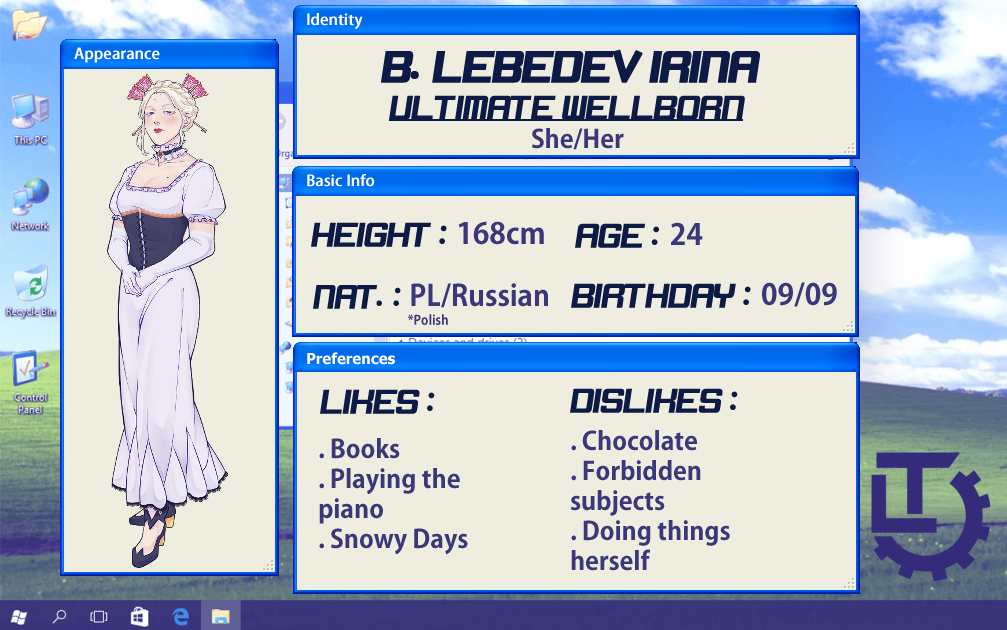 Appearance
This PC
Network
Recycle Bin
Control
Panel
Identity
B. LEBEDEV IRINA
ULTIMATE WELLBORN
She/Her
Basic Info
HEIGHT : 168cm
AGE : 24
NAT. : PL/Russian
*Polish
BIRTHDAY : 09/09
Preferences
LIKES :
. Books
. Playing the
piano
. Snowy Days
DISLIKES :
. Chocolate
. Forbidden
subjects
. Doing things
herself
LT